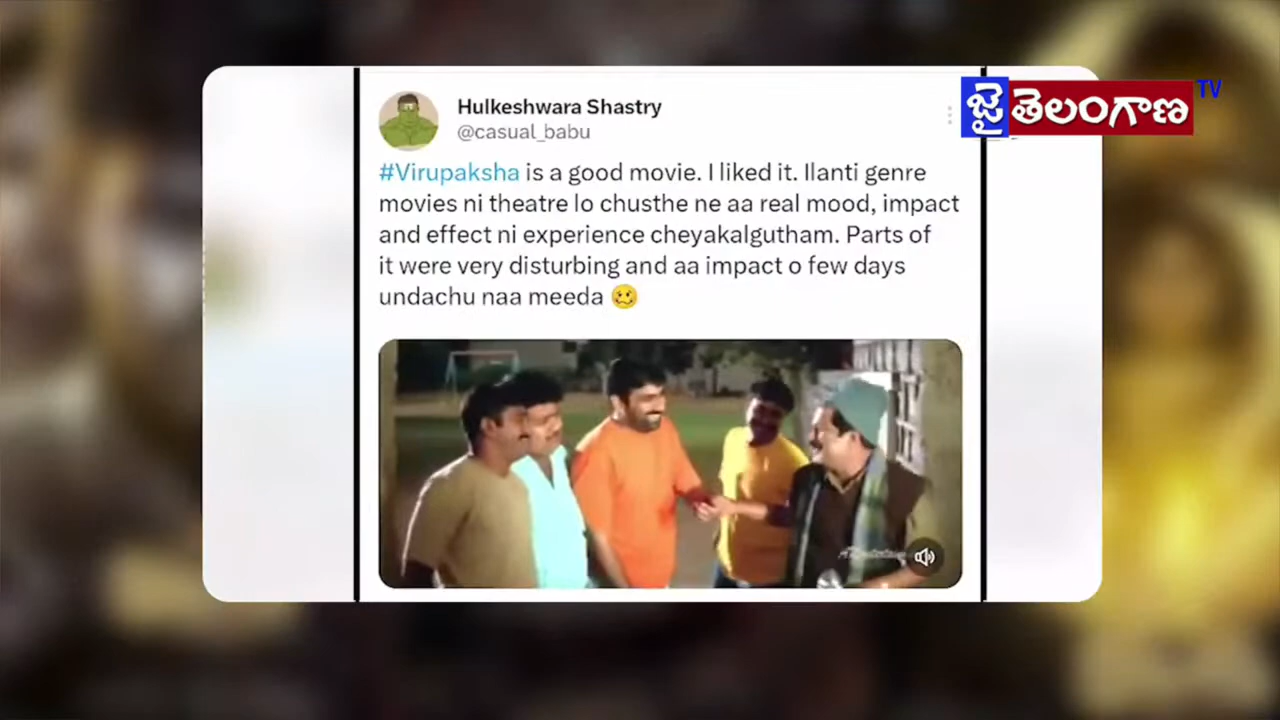 Hulkeshwara Shastry
@casual_babu
#Virupaksha is a good movie. I liked it. Ilanti genre
movies ni theatre lo chusthe ne aa real mood, impact
and effect ni experience cheyakalgutham. Parts of
it were very disturbing and aa impact o few days
undachu naa meeda 🥴
జై తెలంగాణ TV